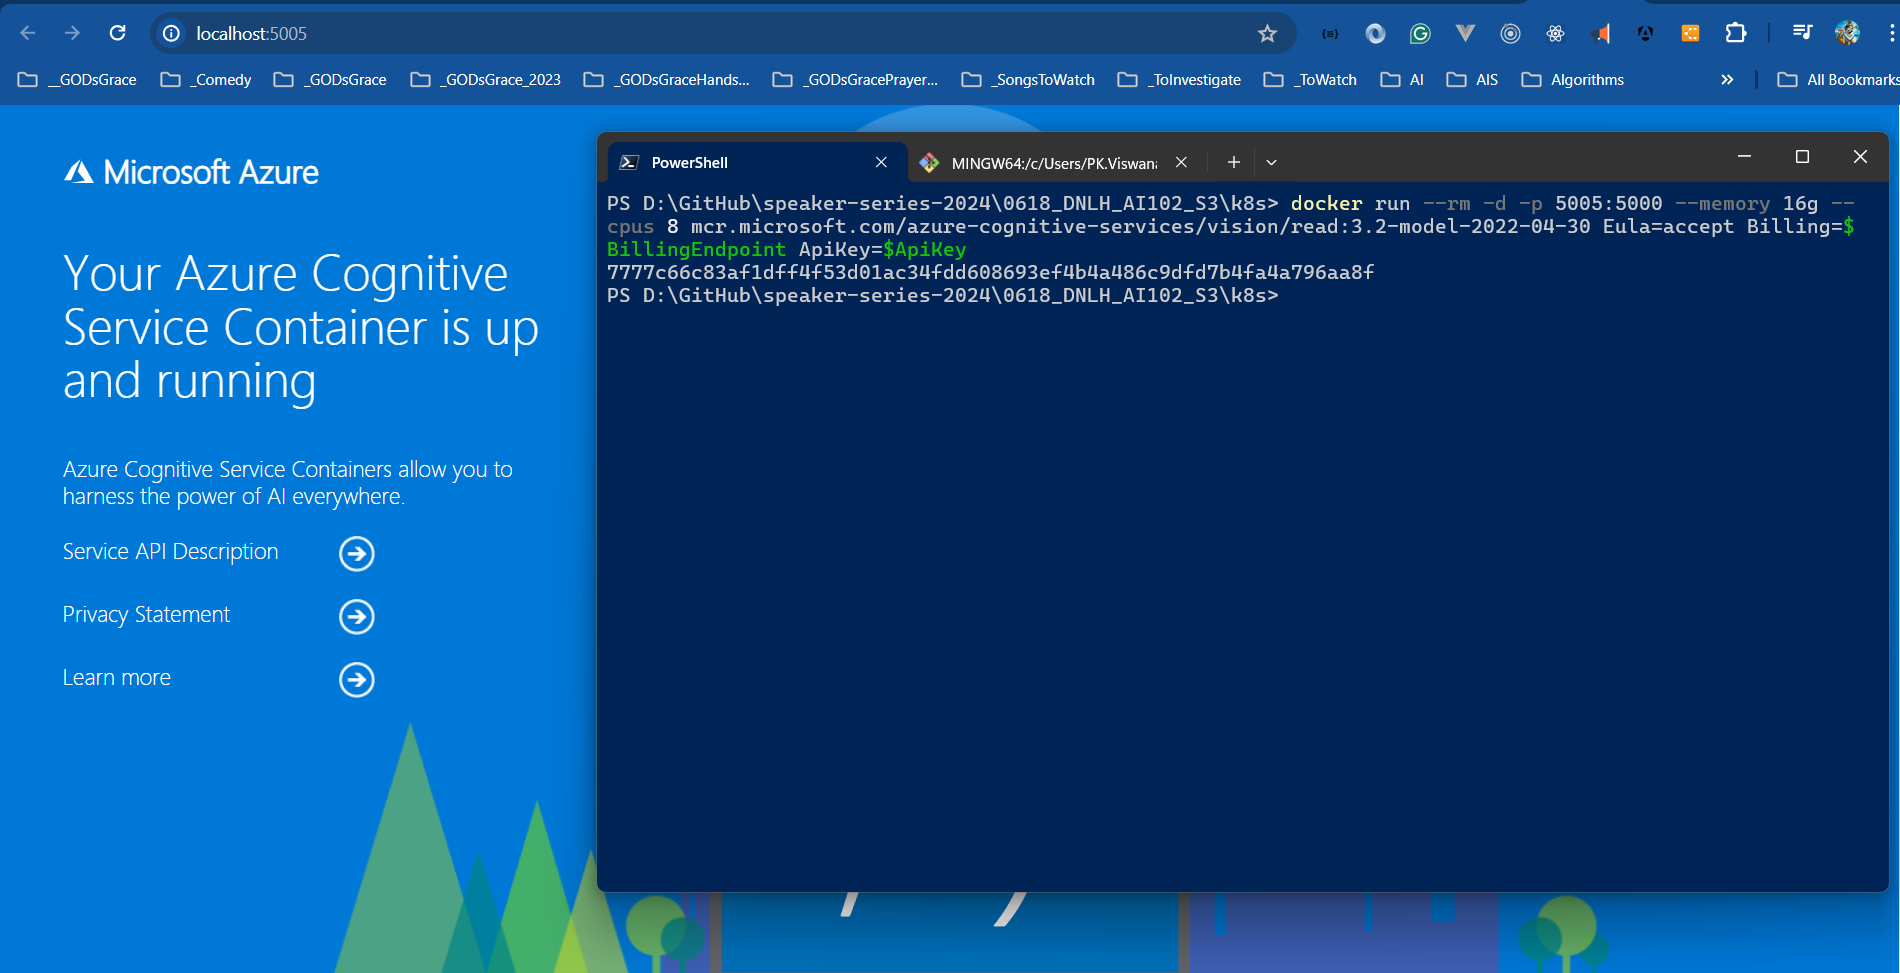 localhost:5005
__GODsGrace _Comedy _GODsGrace _GODsGrace_2023 _GODsGraceHands... _GODsGracePrayer... _SongsToWatch _ToInvestigate _ToWatch AI AIS Algorithms » All Bookmarks
Microsoft Azure
Your Azure Cognitive
Service Container is up
and running
Azure Cognitive Service Containers allow you to
harness the power of AI everywhere.
Service API Description
Privacy Statement
Learn more
PowerShell MINGW64:/c/Users/PK.Viswan
PS D:\GitHub\speaker-series-2024\0618_DNLH_AI102_S3\k8s> docker run --rm -d -p 5005:5000 --memory 16g --
cpus 8 mcr.microsoft.com/azure-cognitive-services/vision/read:3.2-model-2022-04-30 Eula=accept Billing=$
BillingEndpoint ApiKey=$ApiKey
7777c66c83af1dff4f53d01ac34fdd608693ef4b4a486c9dfd7b4fa4a796aa8f
PS D:\GitHub\speaker-series-2024\0618_DNLH_AI102_S3\k8s>